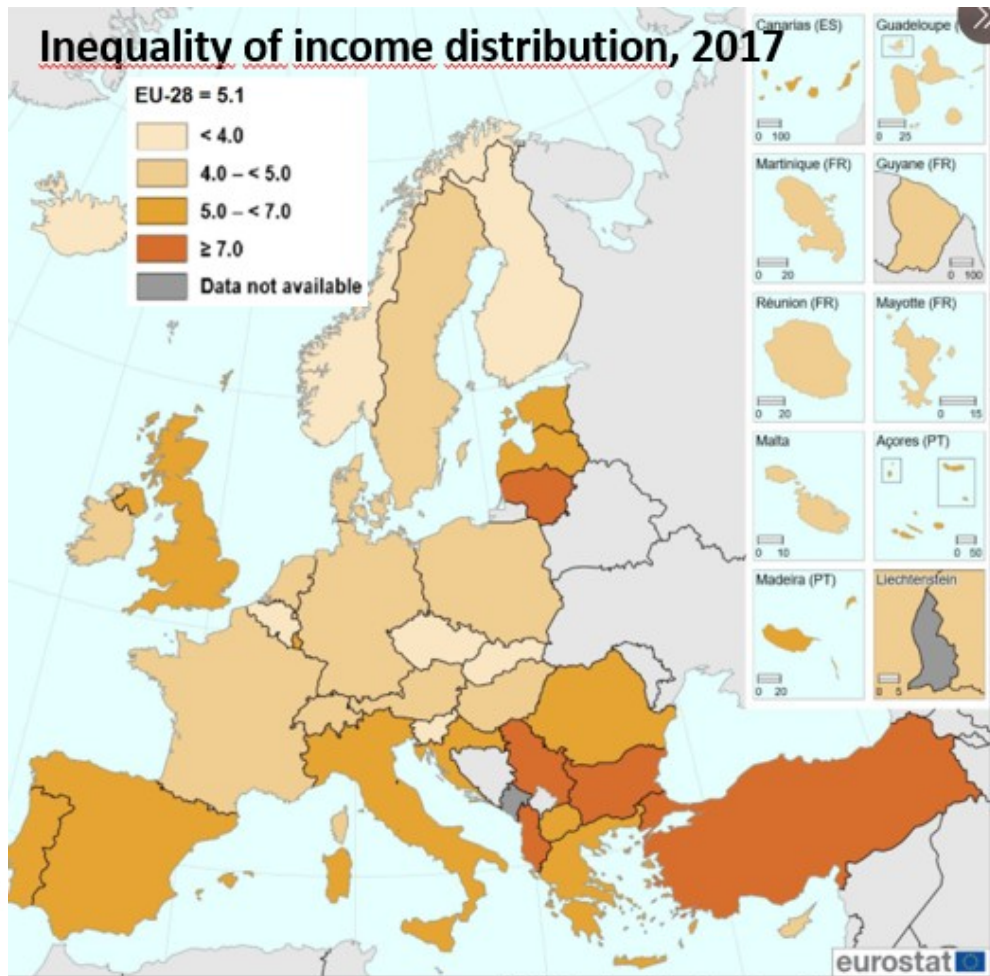 Inequality of income distribution, 2017
EU-28 = 5.1
< 4.0
4.0 – < 5.0
5.0 – < 7.0
≥ 7.0
Data not available
Canarias (ES)
0 100
Guadeloupe (
0 25
Martinique (FR)
0 20
Guyane (FR)
0 100
Réunion (FR)
0 20
Mayotte (FR)
0 15
Malta
0 10
Açores (PT)
0 50
Madeira (PT)
0 20
Liechtenstein
0 5
eurostat